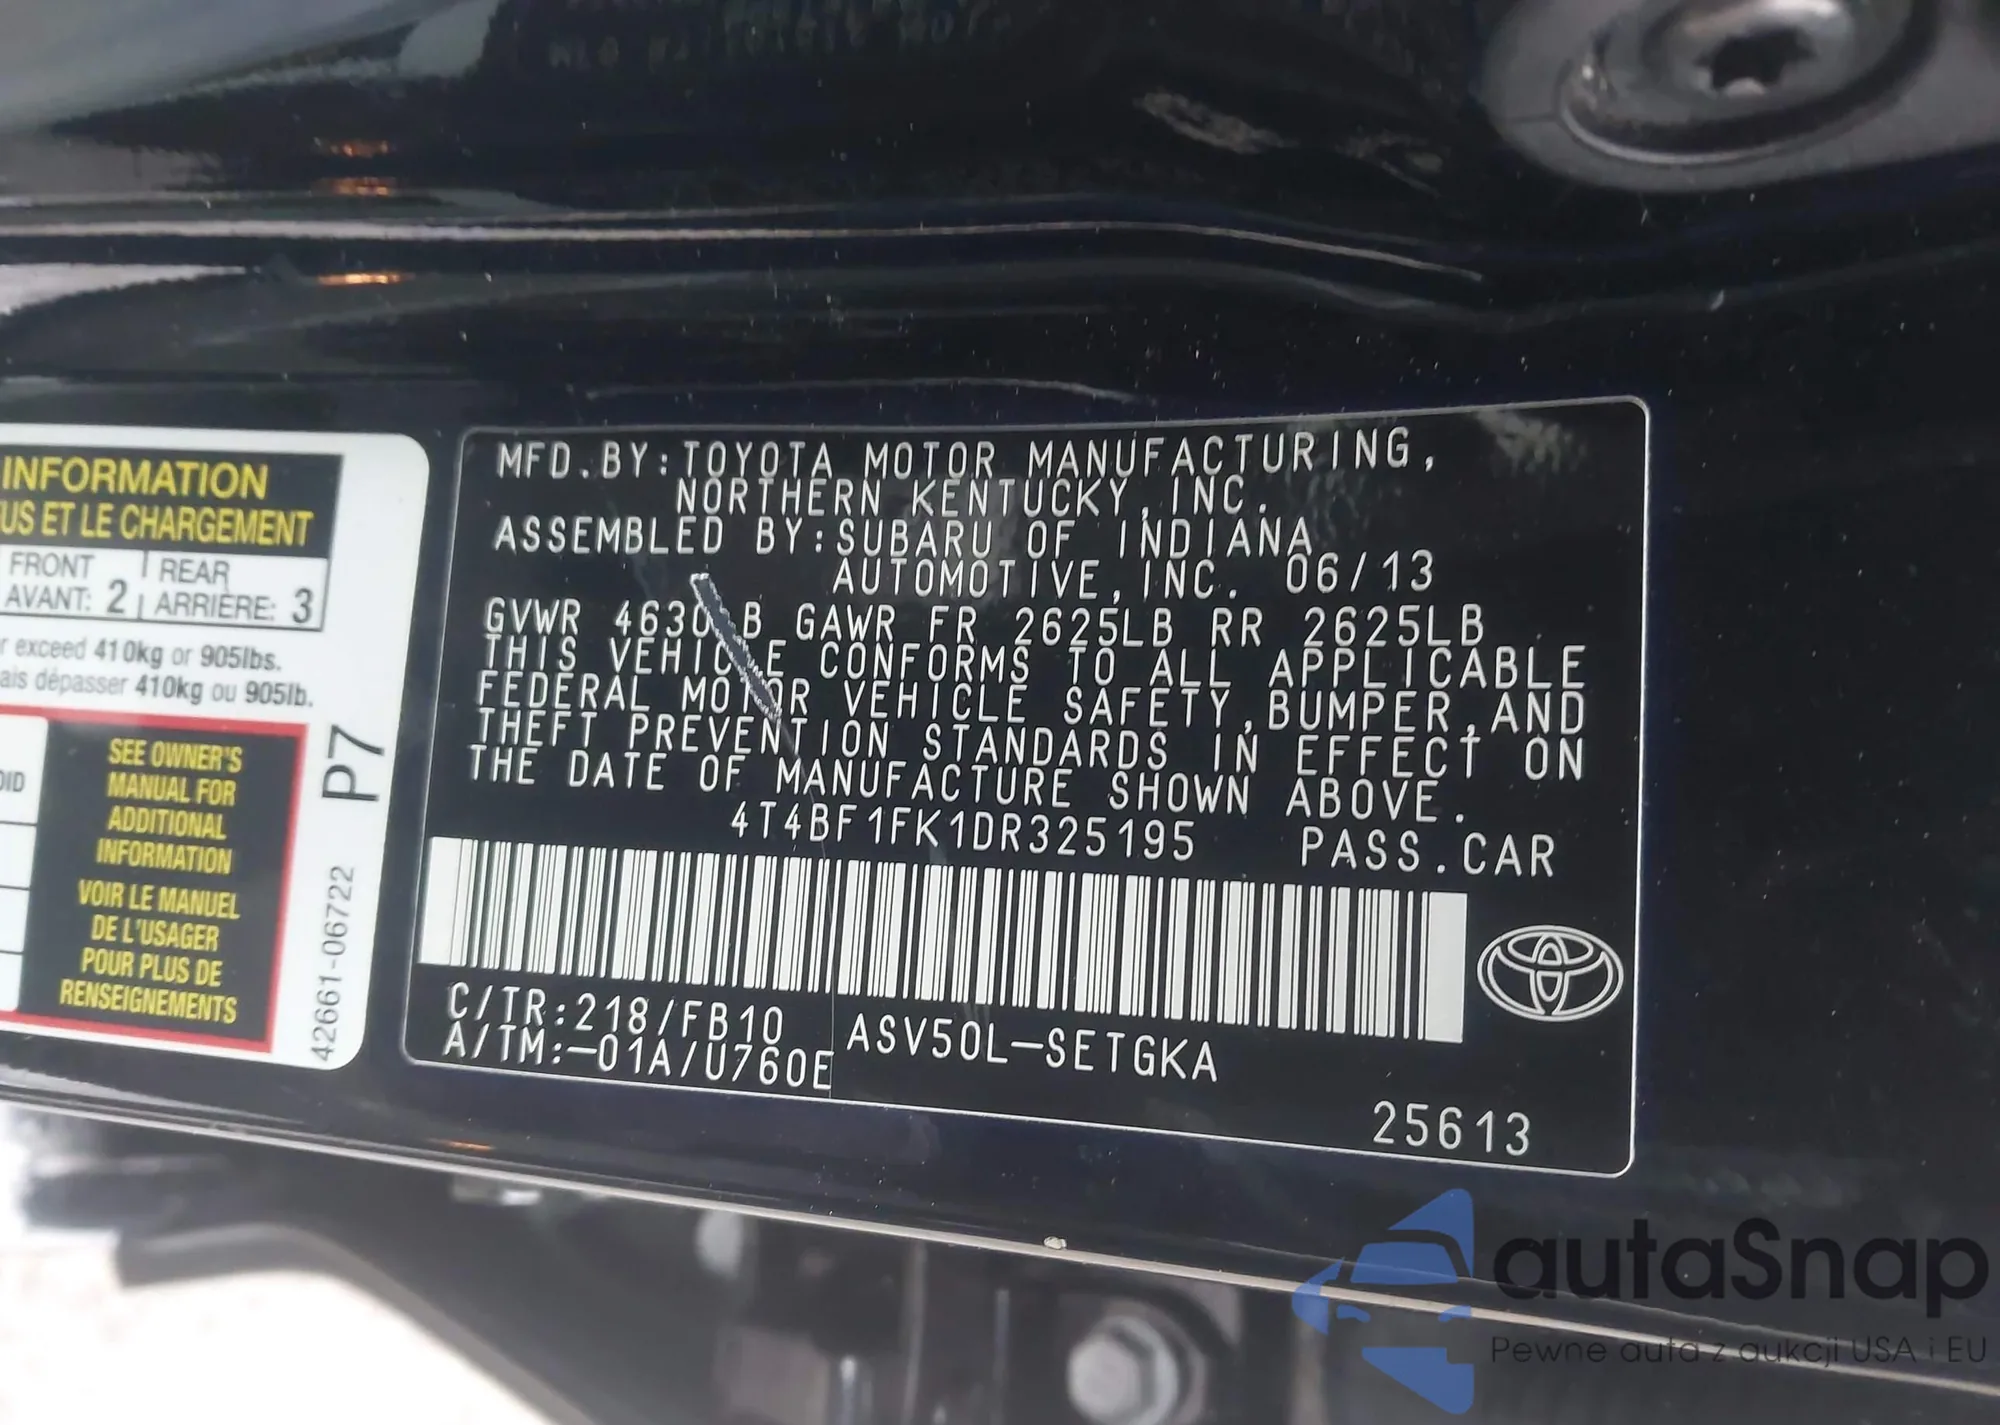 INFORMATION
US ET LE CHARGEMENT
FRONT
AVANT: 2
REAR
ARRIÈRE: 3
exceed 410kg or 905lbs.
ais dépasser 410kg ou 905lb.
SEE OWNER'S
MANUAL FOR
ADDITIONAL
INFORMATION
VOIR LE MANUEL
DE L'USAGER
POUR PLUS DE
RENSEIGNEMENTS
P7
42661-06722
MFD.BY:TOYOTA MOTOR MANUFACTURING,
NORTHERN KENTUCKY,INC.
ASSEMBLED BY:SUBARU OF INDIANA
AUTOMOTIVE,INC. 06/13
GVWR 4630 B GAWR FR 2625LB RR 2625LB
THIS VEHICLE CONFORMS TO ALL APPLICABLE
FEDERAL MOTOR VEHICLE SAFETY,BUMPER,AND
THEFT PREVENTION STANDARDS IN EFFECT ON
THE DATE OF MANUFACTURE SHOWN ABOVE.
4T4BF1FK1DR325195 PASS.CAR
C/TR:218/FB10 ASV50L-SETGKA
A/TM:-01A/U760E
25613
autaSnap
Pewne auta z aukcji USA i EU